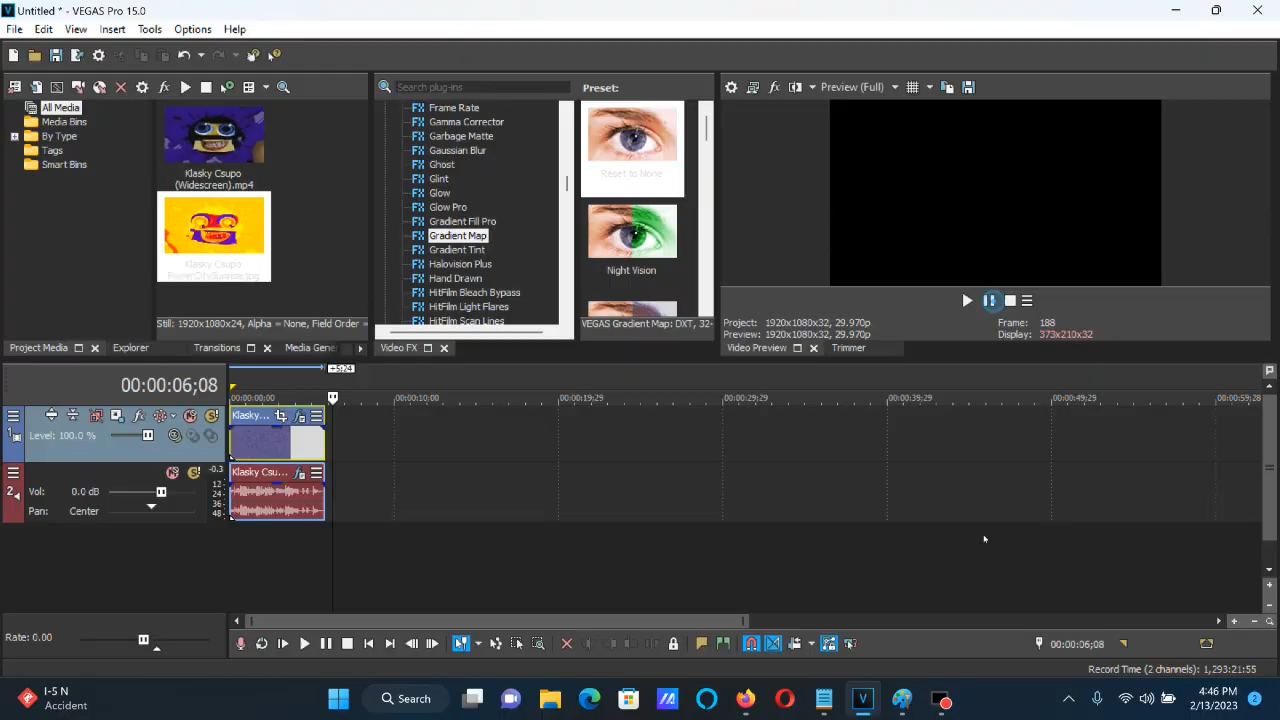 Untitled * - VEGAS Pro 15.0
File Edit View Insert Tools Options Help
Search plug-ins
Preset:
Preview (Full)
All Media
Media Bins
By Type
Tags
Smart Bins
Klasky Csupo
(Widescreen).mp4
Klasky Csupo
PowerCitySunrise.jpg
Still: 1920x1080x24, Alpha = None, Field Order =
Frame Rate
Gamma Corrector
Garbage Matte
Gaussian Blur
Ghost
Glint
Glow
Glow Pro
Gradient Fill Pro
Gradient Map
Gradient Tint
Halovision Plus
Hand Drawn
HitFilm Bleach Bypass
HitFilm Light Flares
HitFilm Scan Lines
Reset to None
Night Vision
VEGAS Gradient Map: DXT, 32-
Project: 1920x1080x32, 29.970p
Preview: 1920x1080x32, 29.970p
Frame: 188
Display: 373x210x32
Project Media
Explorer
Transitions
Media Gener
Video FX
Video Preview
Trimmer
00:00:06;08
+5;24
00:00:00;00 00:00:10;00 00:00:19;29 00:00:29;29 00:00:39;29 00:00:49;29 00:00:59;28
1
Level: 100.0 %
Klasky...
2
Vol: 0.0 dB
Pan: Center
-0.3
12
24
36
48
Klasky Csu...
Rate: 0.00
00:00:06;08
Record Time (2 channels): 1,293:21:55
I-5 N
Accident
Search
4:46 PM
2/13/2023
2